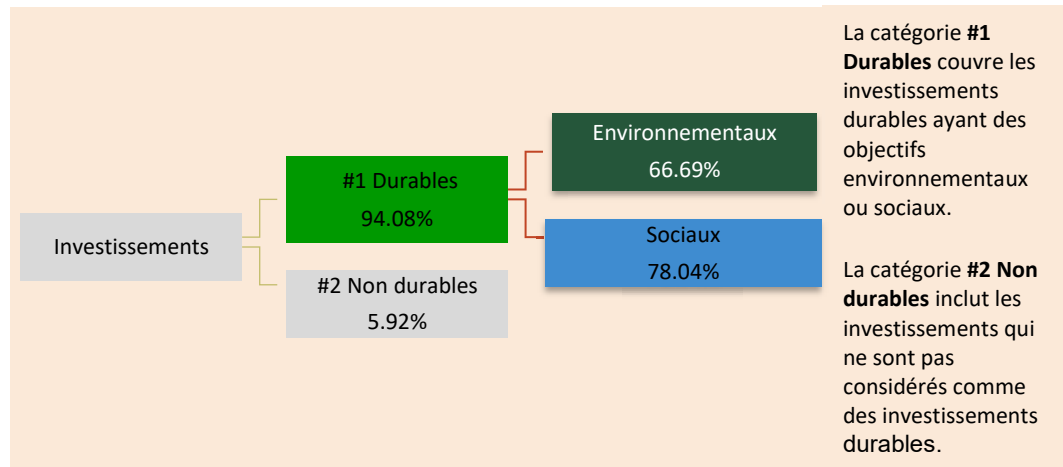 Investissements
#1 Durables
94.08%
#2 Non durables
5.92%
Environnementaux
66.69%
Sociaux
78.04%
La catégorie #1
Durables couvre les
investissements
durables ayant des
objectifs
environnementaux
ou sociaux.
La catégorie #2 Non
durables inclut les
investissements qui
ne sont pas
considérés comme
des investissements
durables.